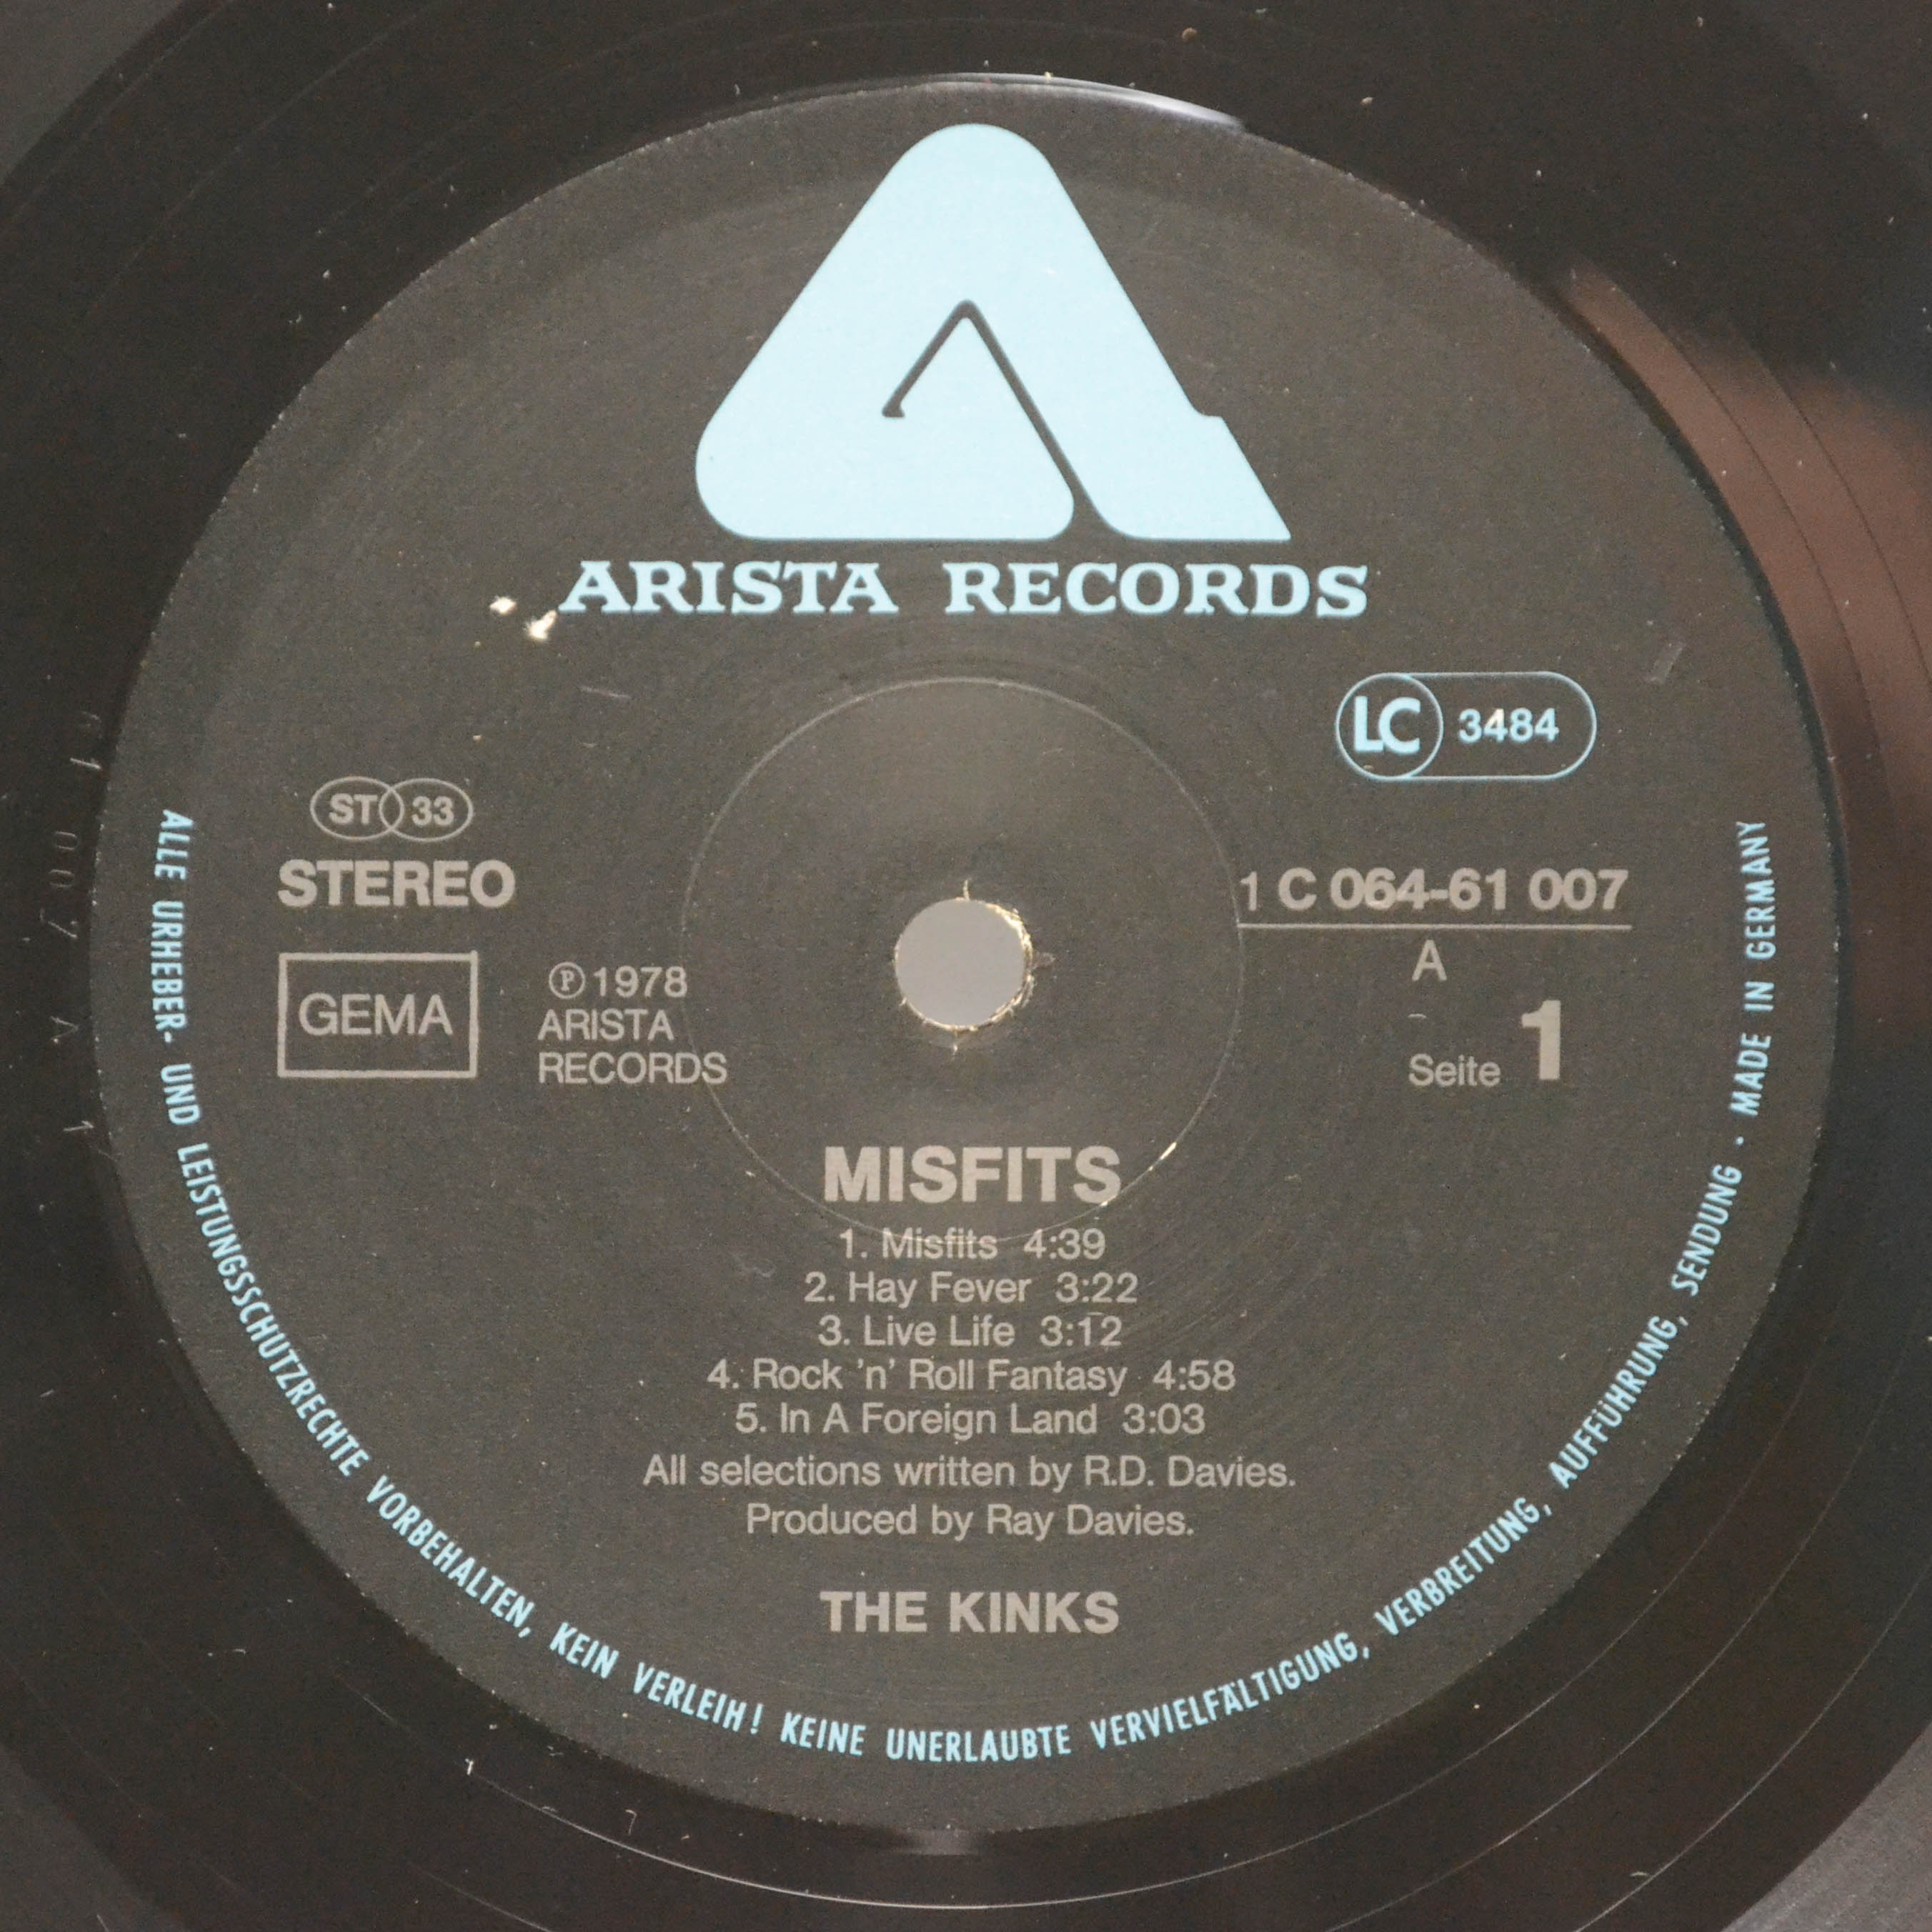 ARISTA RECORDS
LC 3484
ST 33
STEREO
1 C 064-61 007
A
GEMA
Ⓟ 1978
ARISTA
RECORDS
Seite 1
MISFITS
1. Misfits 4:39
2. Hay Fever 3:22
3. Live Life 3:12
4. Rock 'n' Roll Fantasy 4:58
5. In A Foreign Land 3:03
All selections written by R.D. Davies.
Produced by Ray Davies.
THE KINKS
ALLE URHEBER- UND LEISTUNGSSCHUTZRECHTE VORBEHALTEN, KEIN VERLEIH! KEINE UNERLAUBTE VERVIELFÄLTIGUNG, VERBREITUNG, AUFFÜHRUNG, SENDUNG · MADE IN GERMANY
61 007 A 1